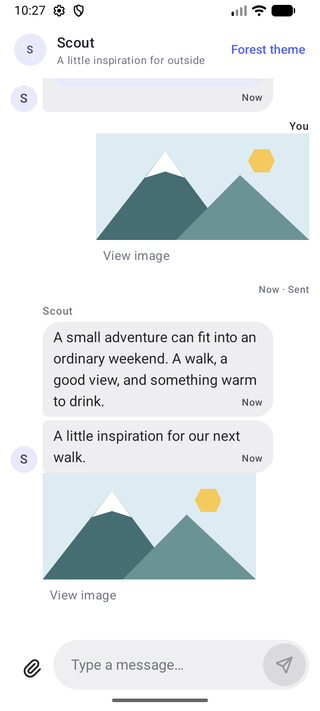 10:27
S
Scout
A little inspiration for outside
Forest theme
S
Now
You
View image
Now · Sent
Scout
A small adventure can fit into an
ordinary weekend. A walk, a
good view, and something warm
to drink.
Now
A little inspiration for our next
walk.
Now
S
View image
Type a message…